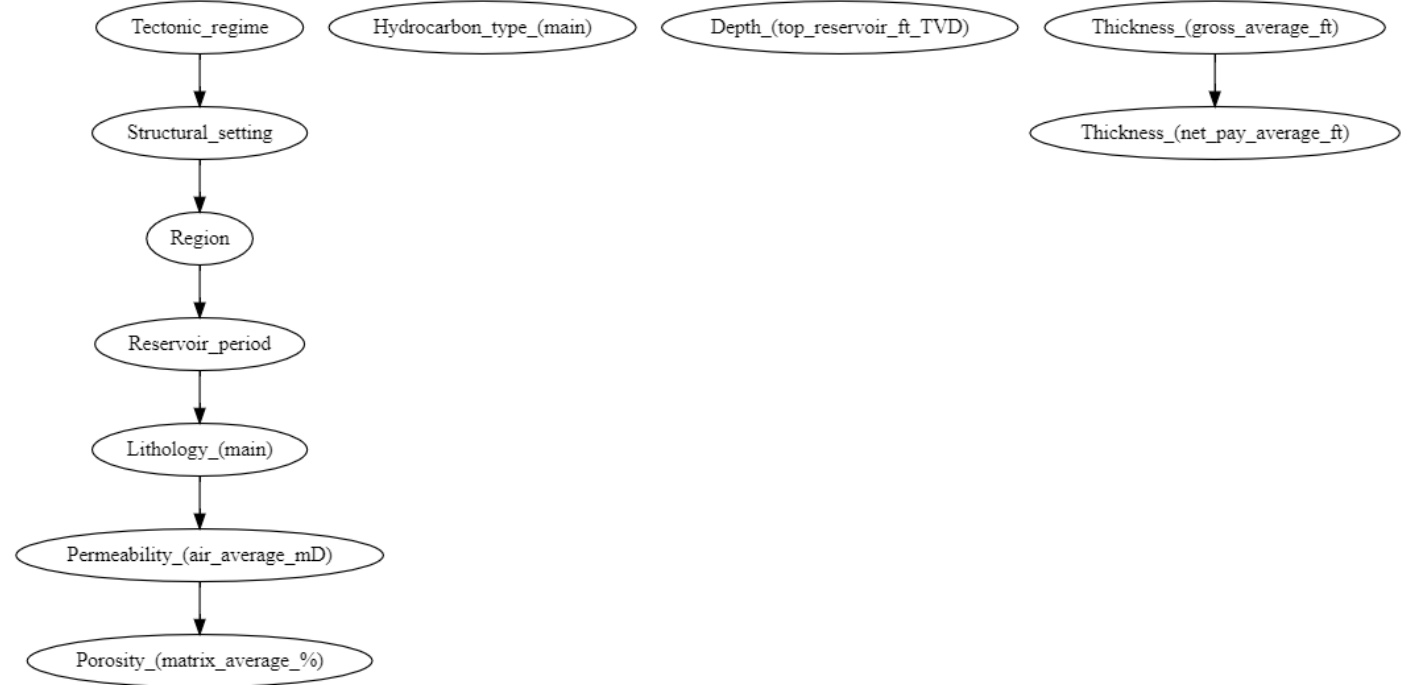 Tectonic_regime
Hydrocarbon_type_(main)
Depth_(top_reservoir_ft_TVD)
Thickness_(gross_average_ft)
Structural_setting
Thickness_(net_pay_average_ft)
Region
Reservoir_period
Lithology_(main)
Permeability_(air_average_mD)
Porosity_(matrix_average_%)